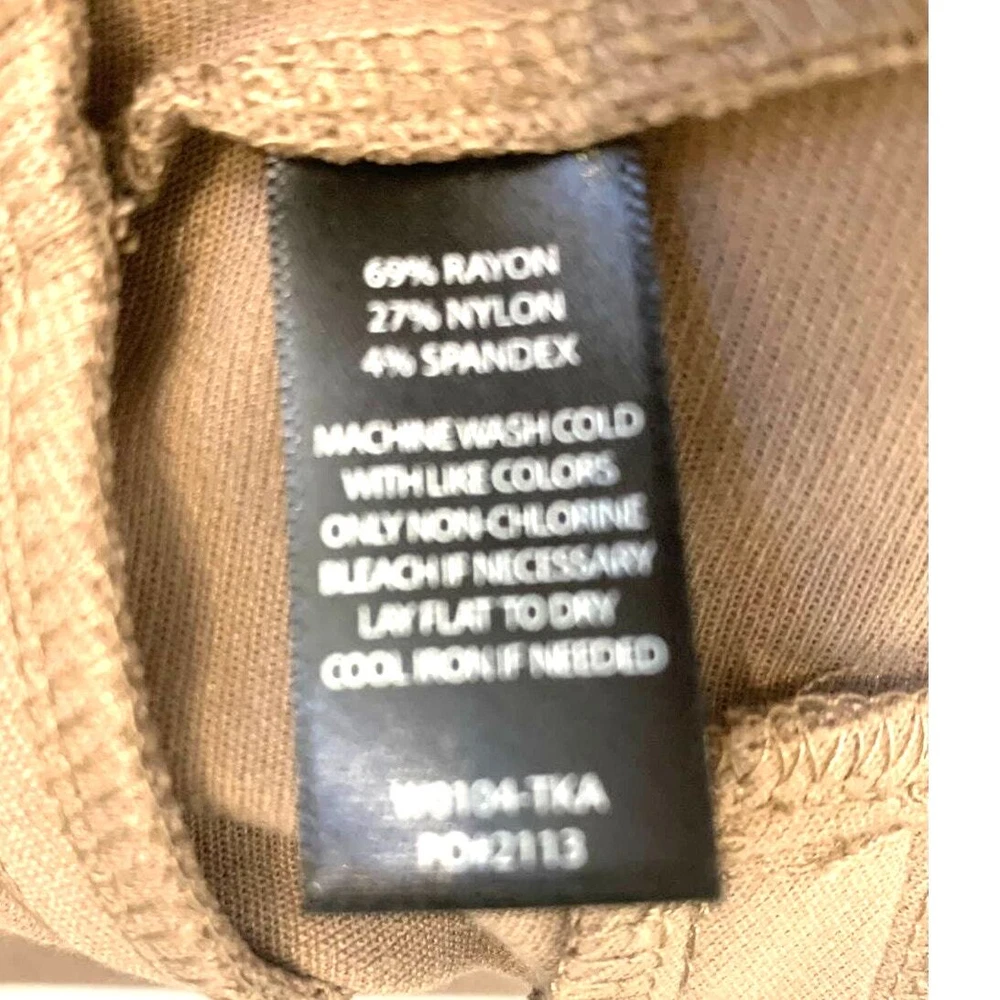 69% RAYON
27% NYLON
4% SPANDEX
MACHINE WASH COLD
WITH LIKE COLORS
ONLY NON-CHLORINE
BLEACH IF NECESSARY
LAY FLAT TO DRY
COOL IRON IF NEEDED
PO#2113